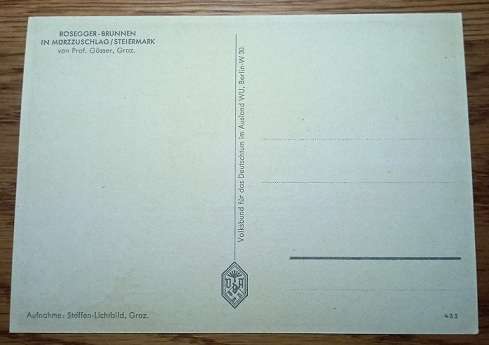 ROSEGGER-BRUNNEN
IN MÜRZZUSCHLAG/STEIERMARK
von Prof. Gösser, Graz.
Volksbund für das Deutschtum im Ausland WU, Berlin-W 30
VDA
Aufnahme: Steffen-Lichtbild, Graz.
433